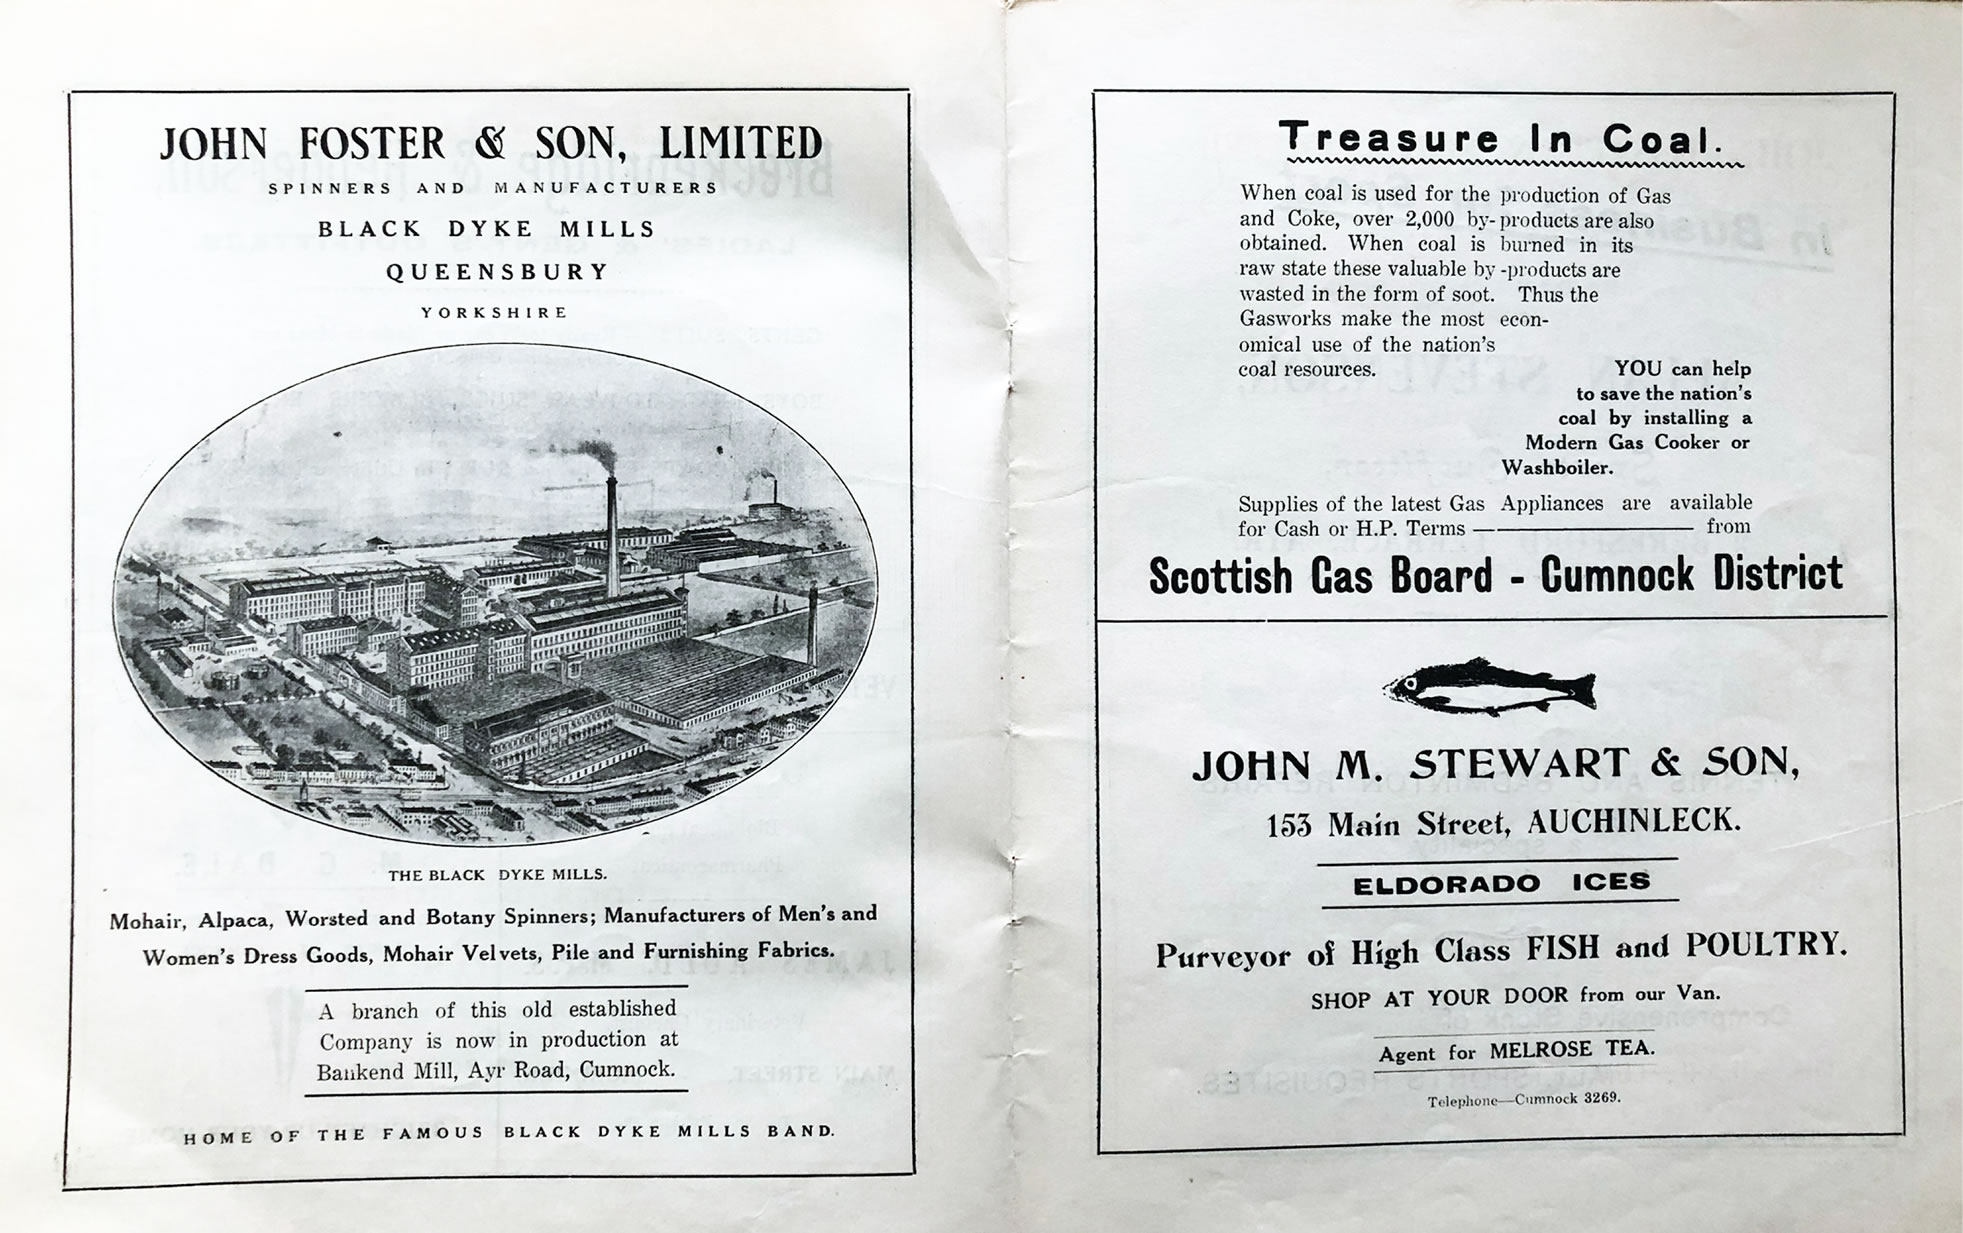 JOHN FOSTER & SON, LIMITED
SPINNERS AND MANUFACTURERS
BLACK DYKE MILLS
QUEENSBURY
YORKSHIRE
THE BLACK DYKE MILLS.
Mohair, Alpaca, Worsted and Botany Spinners; Manufacturers of Men's and
Women's Dress Goods, Mohair Velvets, Pile and Furnishing Fabrics.
A branch of this old established
Company is now in production at
Bankend Mill, Ayr Road, Cumnock.
HOME OF THE FAMOUS BLACK DYKE MILLS BAND.
Treasure In Coal.
When coal is used for the production of Gas
and Coke, over 2,000 by-products are also
obtained. When coal is burned in its
raw state these valuable by-products are
wasted in the form of soot. Thus the
Gasworks make the most econ-
omical use of the nation's
coal resources.
YOU can help
to save the nation's
coal by installing a
Modern Gas Cooker or
Washboiler.
Supplies of the latest Gas Appliances are available
for Cash or H.P. Terms —————— from
Scottish Gas Board - Cumnock District
JOHN M. STEWART & SON,
153 Main Street, AUCHINLECK.
ELDORADO ICES
Purveyor of High Class FISH and POULTRY.
SHOP AT YOUR DOOR from our Van.
Agent for MELROSE TEA.
Telephone—Cumnock 3269.